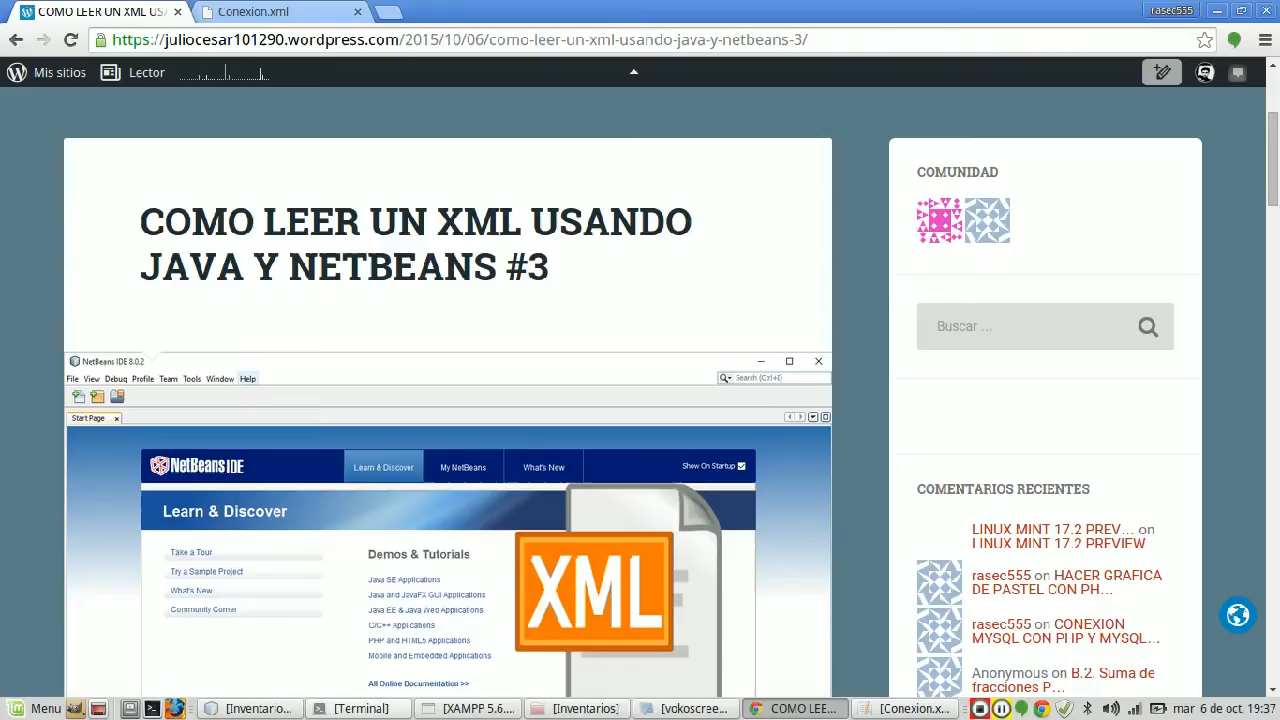 COMO LEER UN XML US
Conexion.xml
rasec555
https://juliocesar101290.wordpress.com/2015/10/06/como-leer-un-xml-usando-java-y-netbeans-3/
Mis sitios
Lector
COMO LEER UN XML USANDO
JAVA Y NETBEANS #3
NetBeans IDE 8.0.2
File View Debug Profile Team Tools Window Help
Search (Ctrl+I)
Start Page
NetBeans IDE
Learn & Discover
My NetBeans
What's New
Show On Startup
Learn & Discover
Take a Tour
Try a Sample Project
What's New
Community Corner
Demos & Tutorials
Java SE Applications
Java and JavaFX GUI Applications
Java EE & Java Web Applications
C/C++ Applications
PHP and HTML5 Applications
Mobile and Embedded Applications
All Online Documentation >>
XML
COMUNIDAD
Buscar ...
COMENTARIOS RECIENTES
LINUX MINT 17.2 PREV... on
LINUX MINT 17.2 PREVIEW
rasec555 on HACER GRAFICA
DE PASTEL CON PH...
rasec555 on CONEXION
MYSQL CON PHP Y MYSQL...
Anonymous on B.2. Suma de
fracciones P...
Menu
[Inventari...
[Terminal]
[XAMPP 5.6....
[Inventarios]
[vokoscree...
COMO LEE...
[Conexion.x...
mar 6 de oct, 19:37